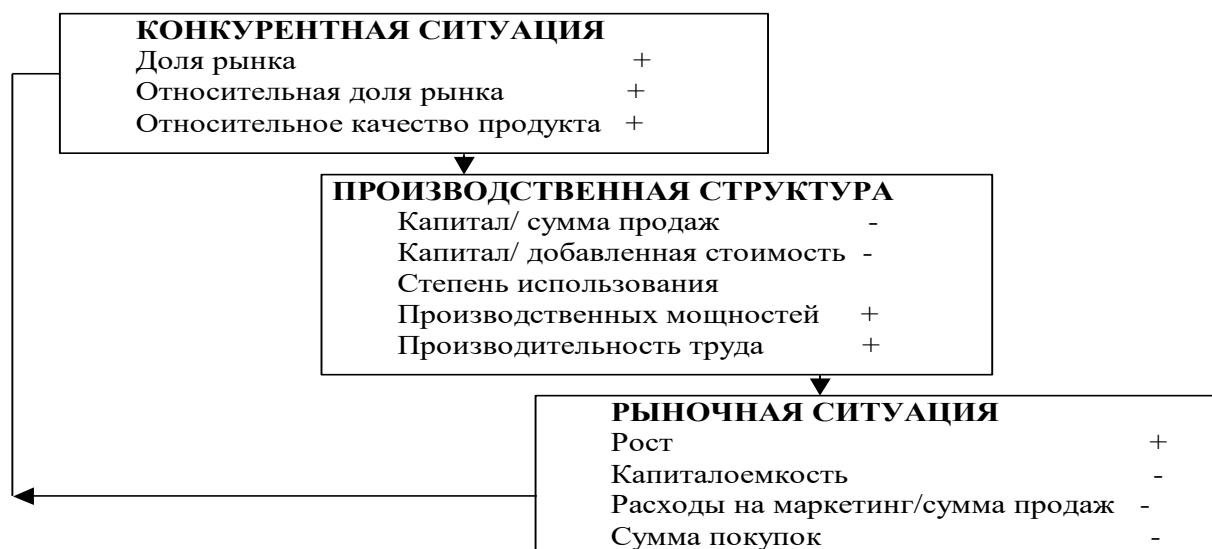 КОНКУРЕНТНАЯ СИТУАЦИЯ
Доля рынка +
Относительная доля рынка +
Относительное качество продукта +
ПРОИЗВОДСТВЕННАЯ СТРУКТУРА
Капитал/ сумма продаж -
Капитал/ добавленная стоимость -
Степень использования
Производственных мощностей +
Производительность труда +
РЫНОЧНАЯ СИТУАЦИЯ
Рост +
Капиталоемкость -
Расходы на маркетинг/сумма продаж -
Сумма покупок -